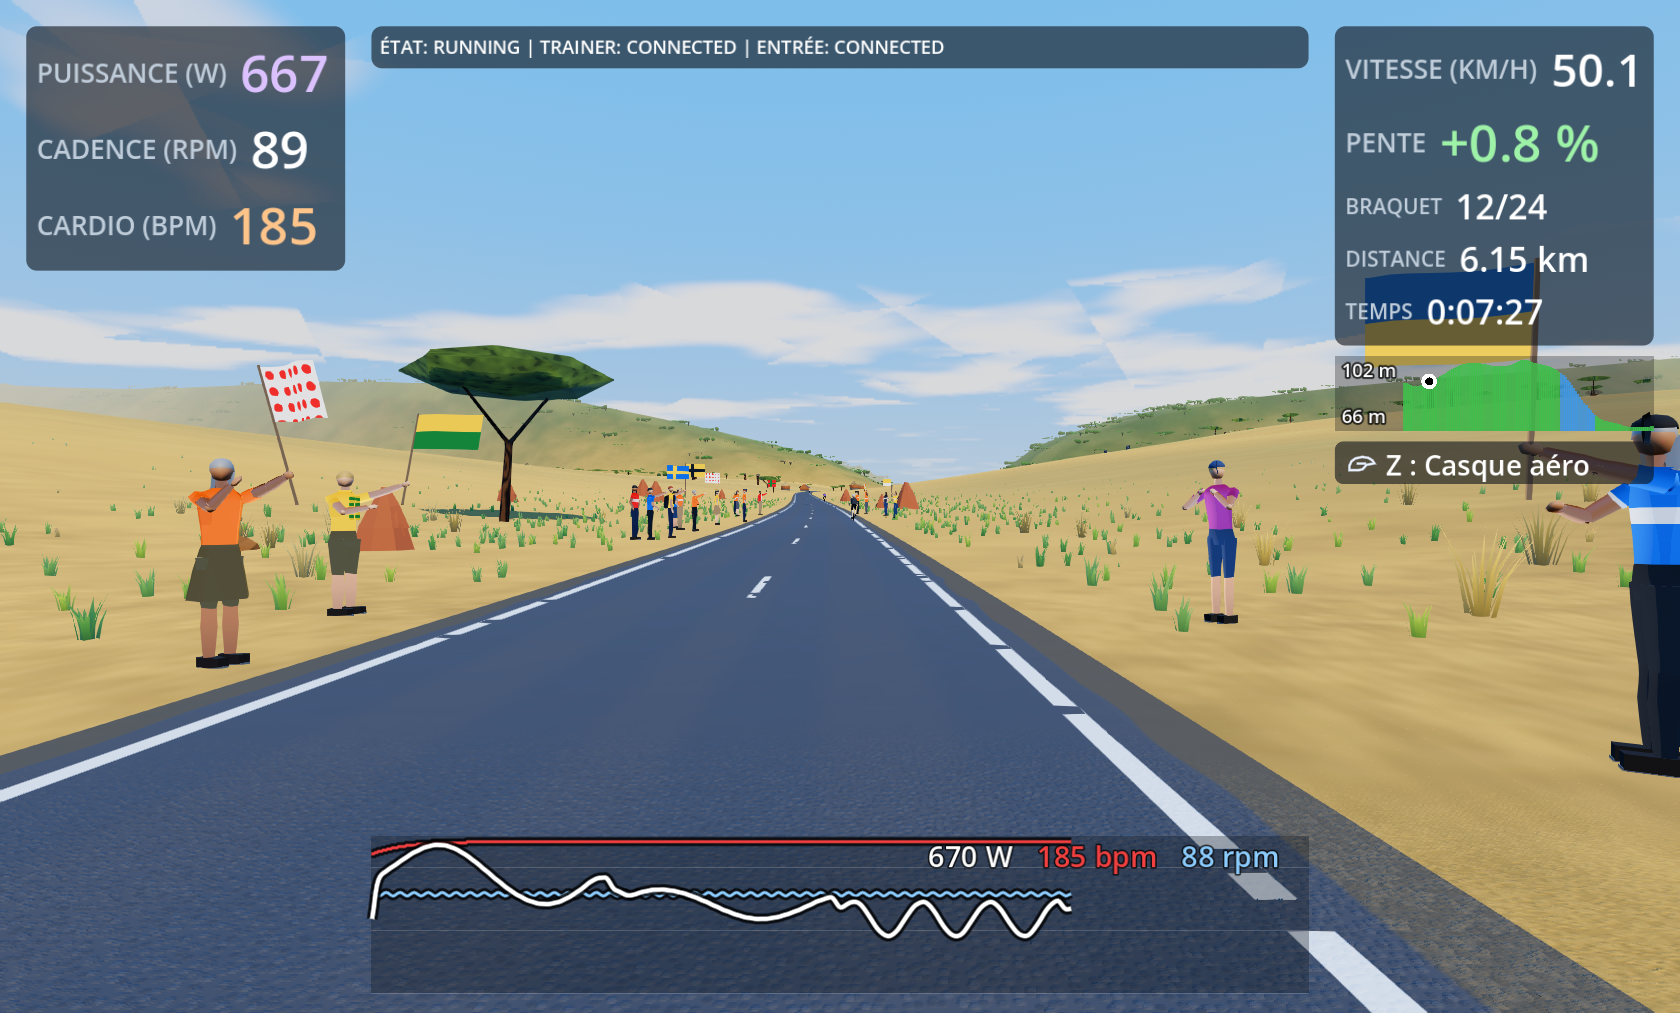 PUISSANCE (W) 667
CADENCE (RPM) 89
CARDIO (BPM) 185
ÉTAT: RUNNING | TRAINER: CONNECTED | ENTRÉE: CONNECTED
VITESSE (KM/H) 50.1
PENTE +0.8 %
BRAQUET 12/24
DISTANCE 6.15 km
TEMPS 0:07:27
102 m
66 m
Z : Casque aéro
670 W 185 bpm 88 rpm